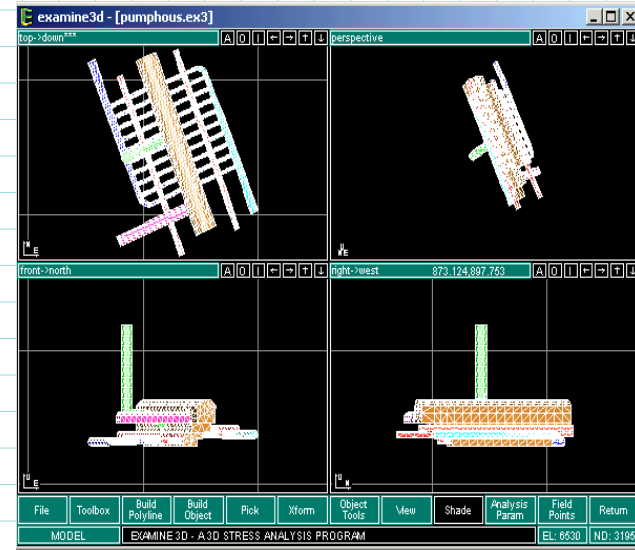 examine3d - [pumphous.ex3]
top->down*** A O I
perspective A O I
N E
front->north A O I
right->west 873.124,897.753 A O I
U E
U N
File Toolbox Build Polyline Build Object Pick Xform Object Tools View Shade Analysis Param Field Points Return
MODEL EXAMINE 3D - A 3D STRESS ANALYSIS PROGRAM EL: 6530 ND: 3195